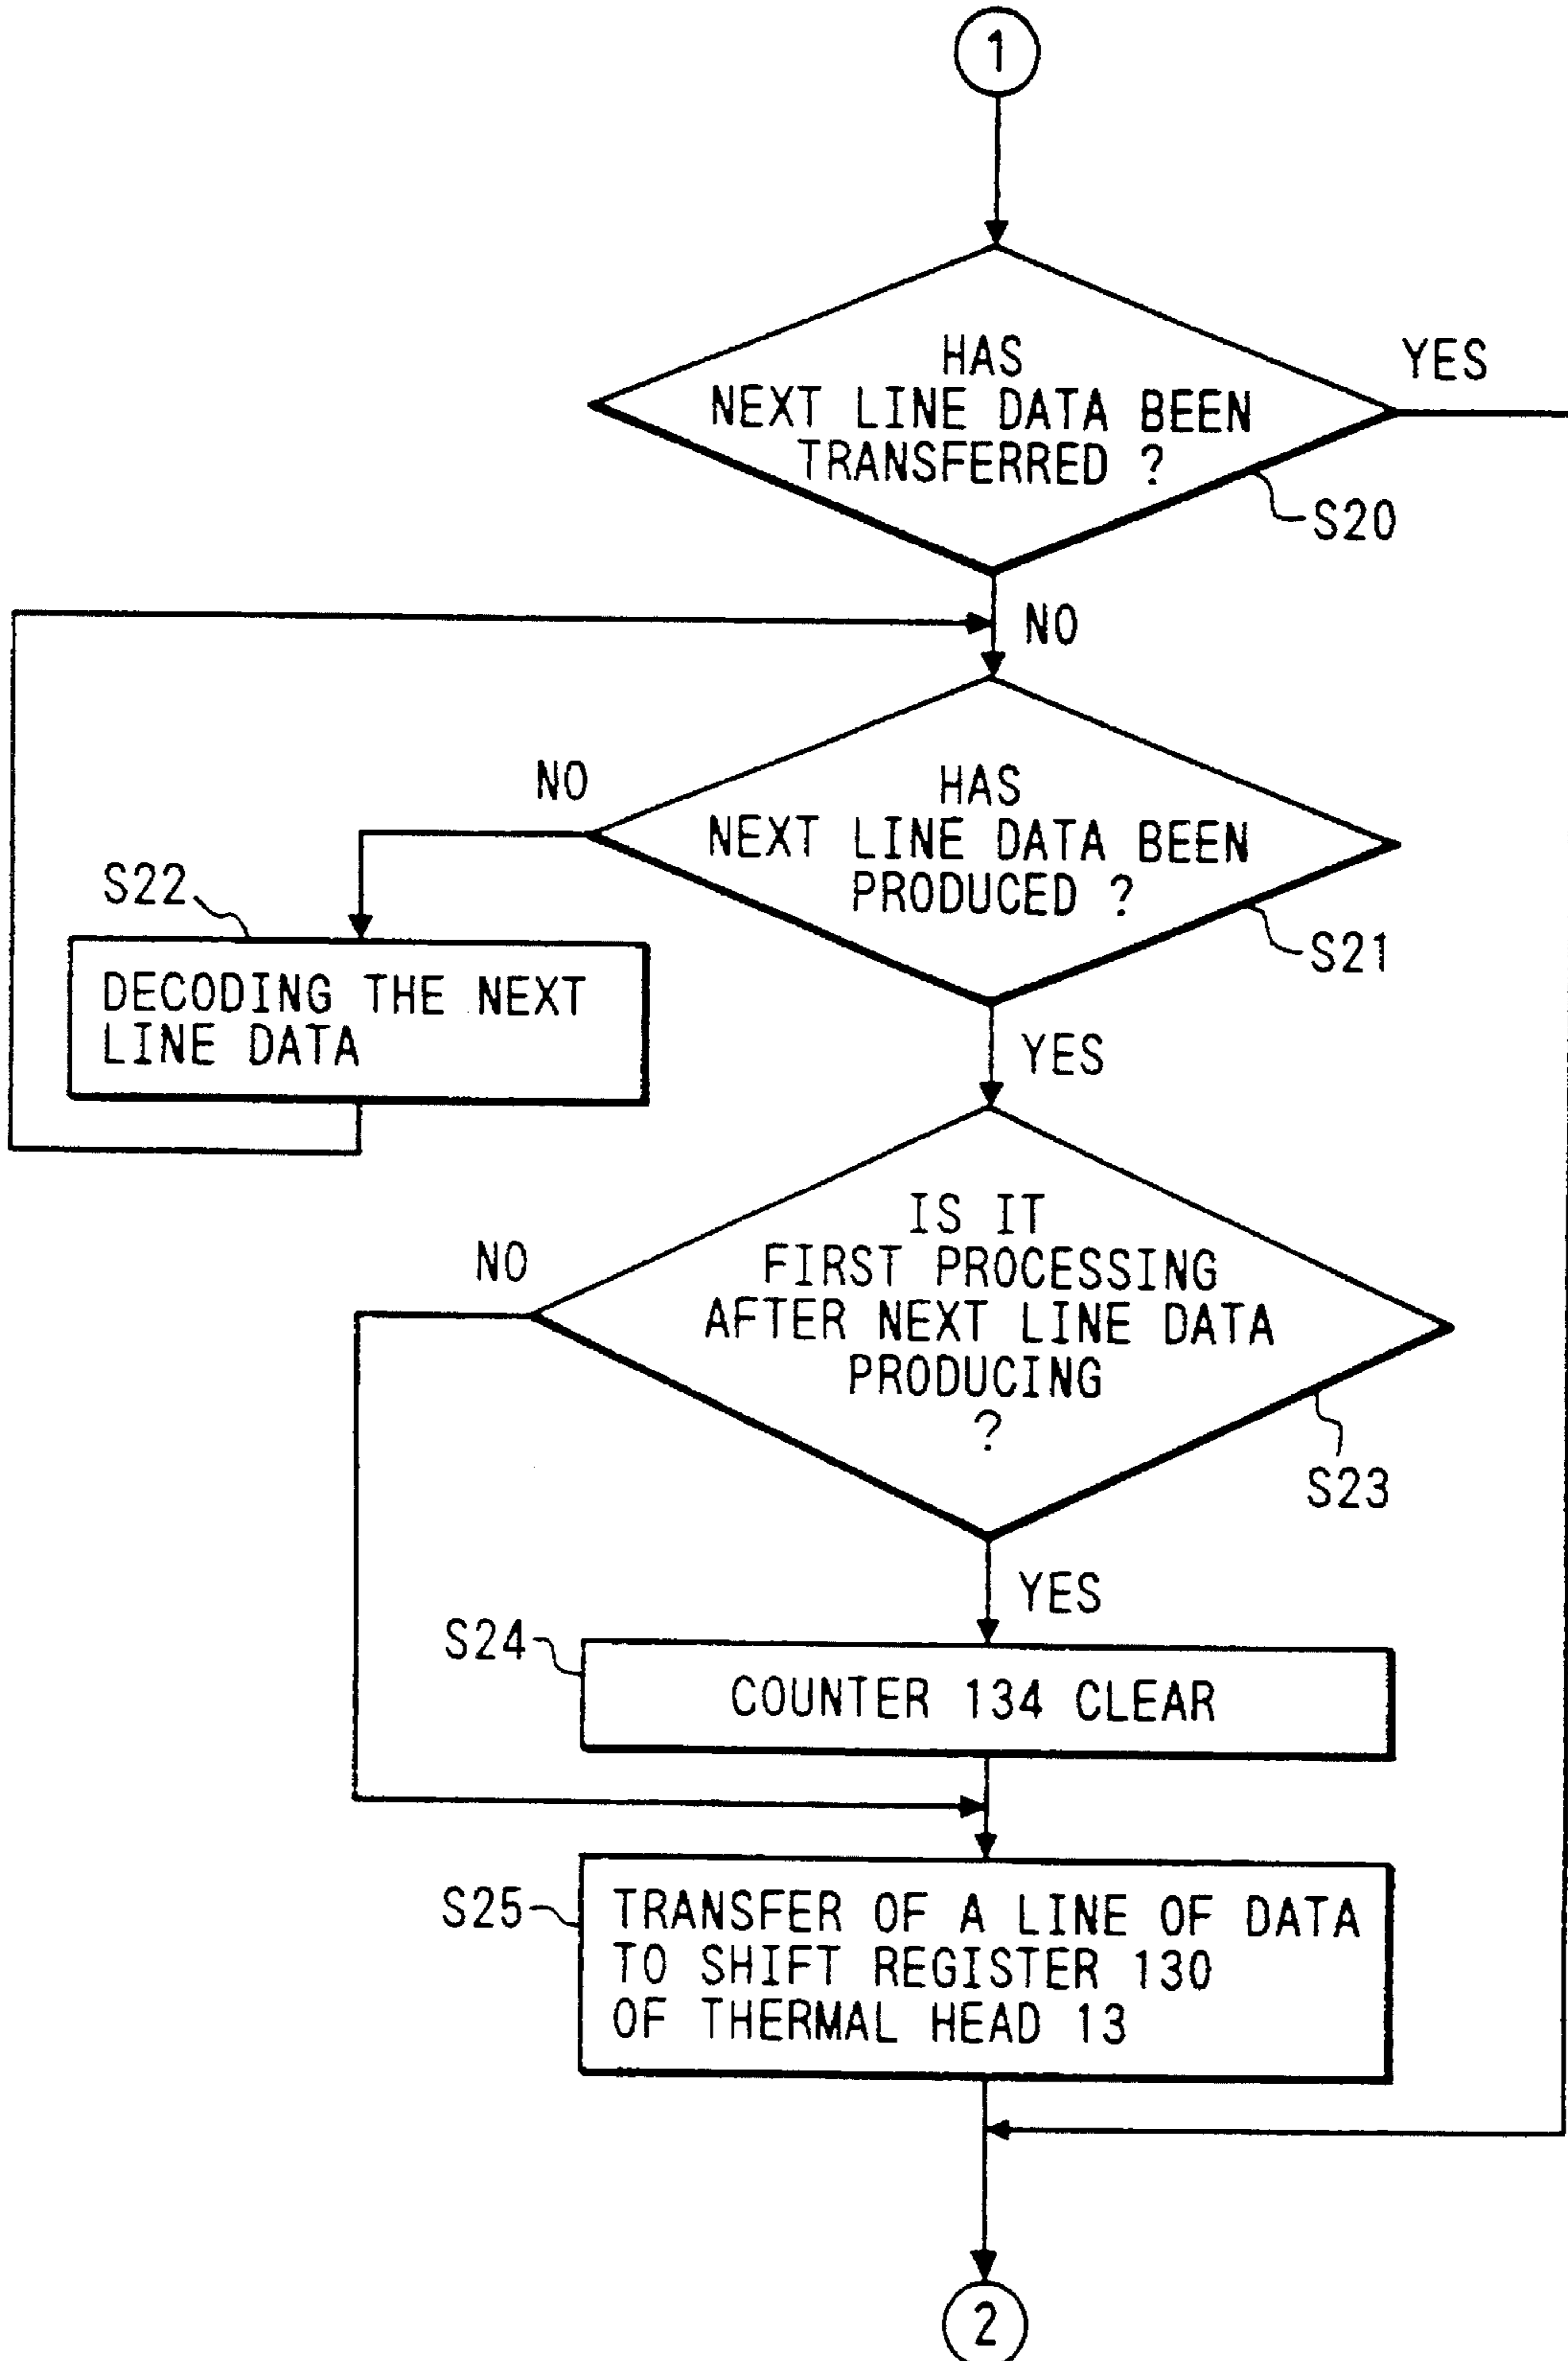 1
HAS
NEXT LINE DATA BEEN
TRANSFERRED ?
YES
S20
NO
HAS
NEXT LINE DATA BEEN
PRODUCED ?
NO
S21
S22
DECODING THE NEXT
LINE DATA
YES
IS IT
FIRST PROCESSING
AFTER NEXT LINE DATA
PRODUCING
?
NO
S23
YES
S24
COUNTER 134 CLEAR
S25
TRANSFER OF A LINE OF DATA
TO SHIFT REGISTER 130
OF THERMAL HEAD 13
2